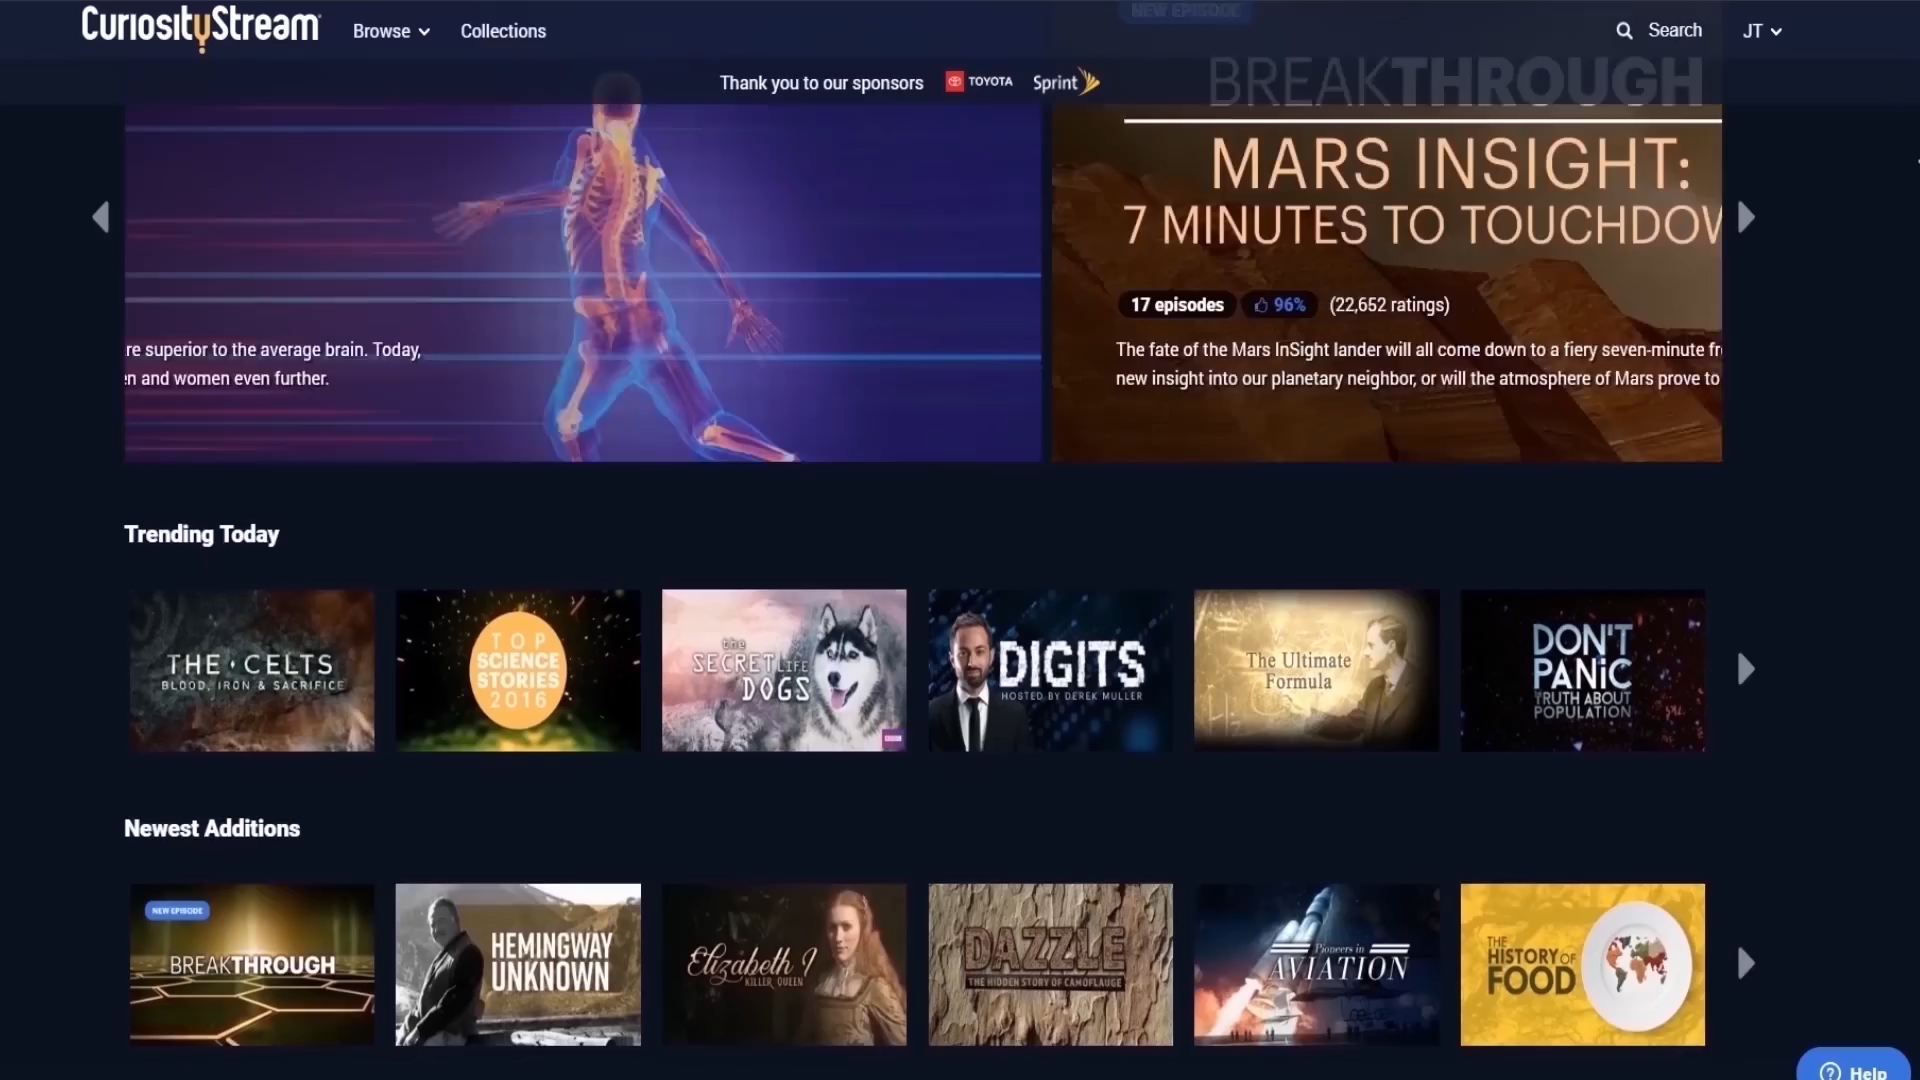 CuriosityStream
Browse
Collections
Search
JT
NEW EPISODE
Thank you to our sponsors
TOYOTA
Sprint
BREAKTHROUGH
MARS INSIGHT:
7 MINUTES TO TOUCHDOW
17 episodes
96%
(22,652 ratings)
re superior to the average brain. Today,
en and women even further.
The fate of the Mars InSight lander will all come down to a fiery seven-minute fr
new insight into our planetary neighbor, or will the atmosphere of Mars prove to
Trending Today
THE CELTS
BLOOD, IRON & SACRIFICE
TOP
SCIENCE
STORIES
2016
the
SECRET LIFE
DOGS
DIGITS
HOSTED BY DEREK MULLER
The Ultimate
Formula
DON'T
PANiC
TRUTH ABOUT
POPULATION
Newest Additions
NEW EPISODE
BREAKTHROUGH
HEMINGWAY
UNKNOWN
Elizabeth I
KILLER QUEEN
DAZZLE
THE HIDDEN STORY OF CAMOFLAUGE
Pioneers in
AVIATION
THE
HISTORY OF
FOOD
Help